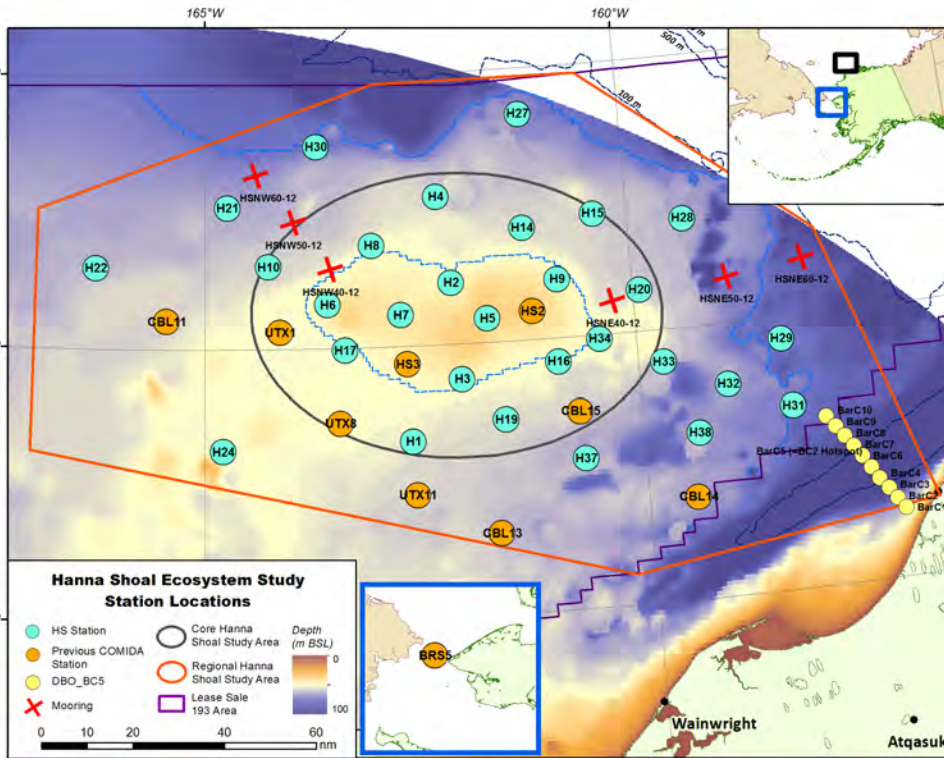 165°W
160°W
500 m
100 m
H27
H30
HSNW60-12
H21
H4
H15
H28
HSNW50-12
H14
H8
H22
H10
HSNE60-12
HSNW40-12
H2
H9
HSNE50-12
H20
H6
HSNE40-12
CBL11
H7
H5
HS2
UTX1
H34
H29
H17
HS3
H16
H33
H3
H32
H31
CBL15
BarC10
H19
BarC9
UTX8
BarC8
H38
BarC7
H1
BarC5 (=BC2 Hotspot)
BarC6
H24
H37
BarC4
BarC3
UTX11
CBL14
BarC2
BarC1
CBL13
Hanna Shoal Ecosystem Study
Station Locations
HS Station
Previous COMIDA
Station
DBO_BC5
Mooring
Core Hanna
Shoal Study Area
Regional Hanna
Shoal Study Area
Lease Sale
193 Area
Depth
(m BSL)
0
100
0 10 20 30 40 60
nm
BRS5
Wainwright
Atqasuk